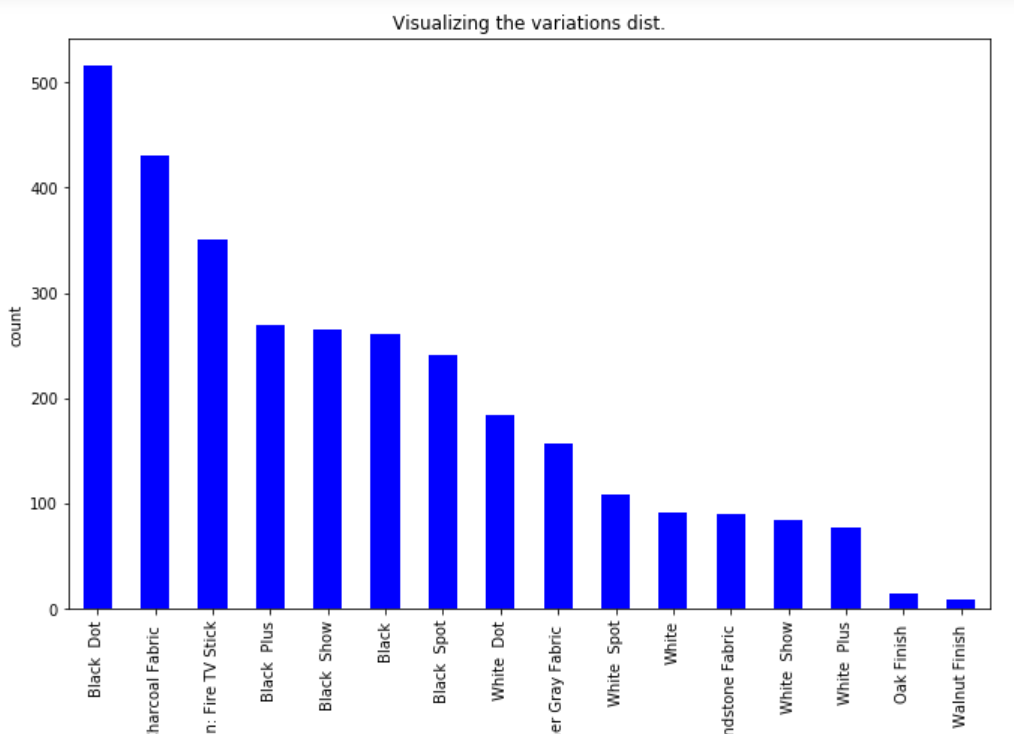 Visualizing the variations dist.
count
500
400
300
200
100
0
Black  Dot
harcoal Fabric
n: Fire TV Stick
Black  Plus
Black  Show
Black
Black  Spot
White  Dot
er Gray Fabric
White  Spot
White
ndstone Fabric
White  Show
White  Plus
Oak Finish
Walnut Finish